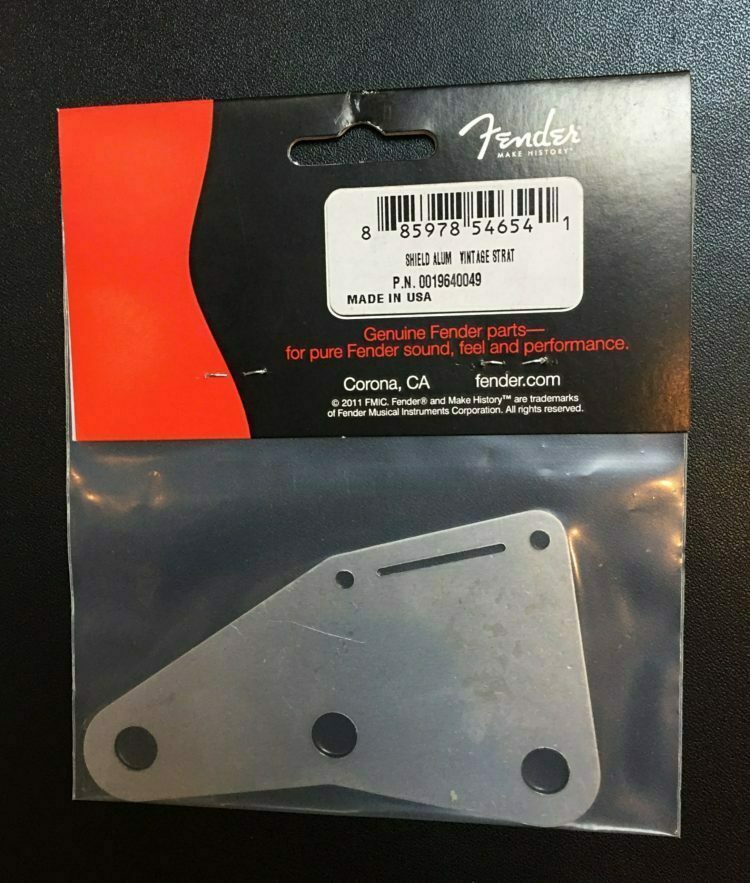 Fender
MAKE HISTORY™
8 85978 54654 1
SHIELD ALUM VINTAGE STRAT
P.N. 0019640049
MADE IN USA
Genuine Fender parts—
for pure Fender sound, feel and performance.
Corona, CA fender.com
© 2011 FMIC. Fender® and Make History™ are trademarks
of Fender Musical Instruments Corporation. All rights reserved.